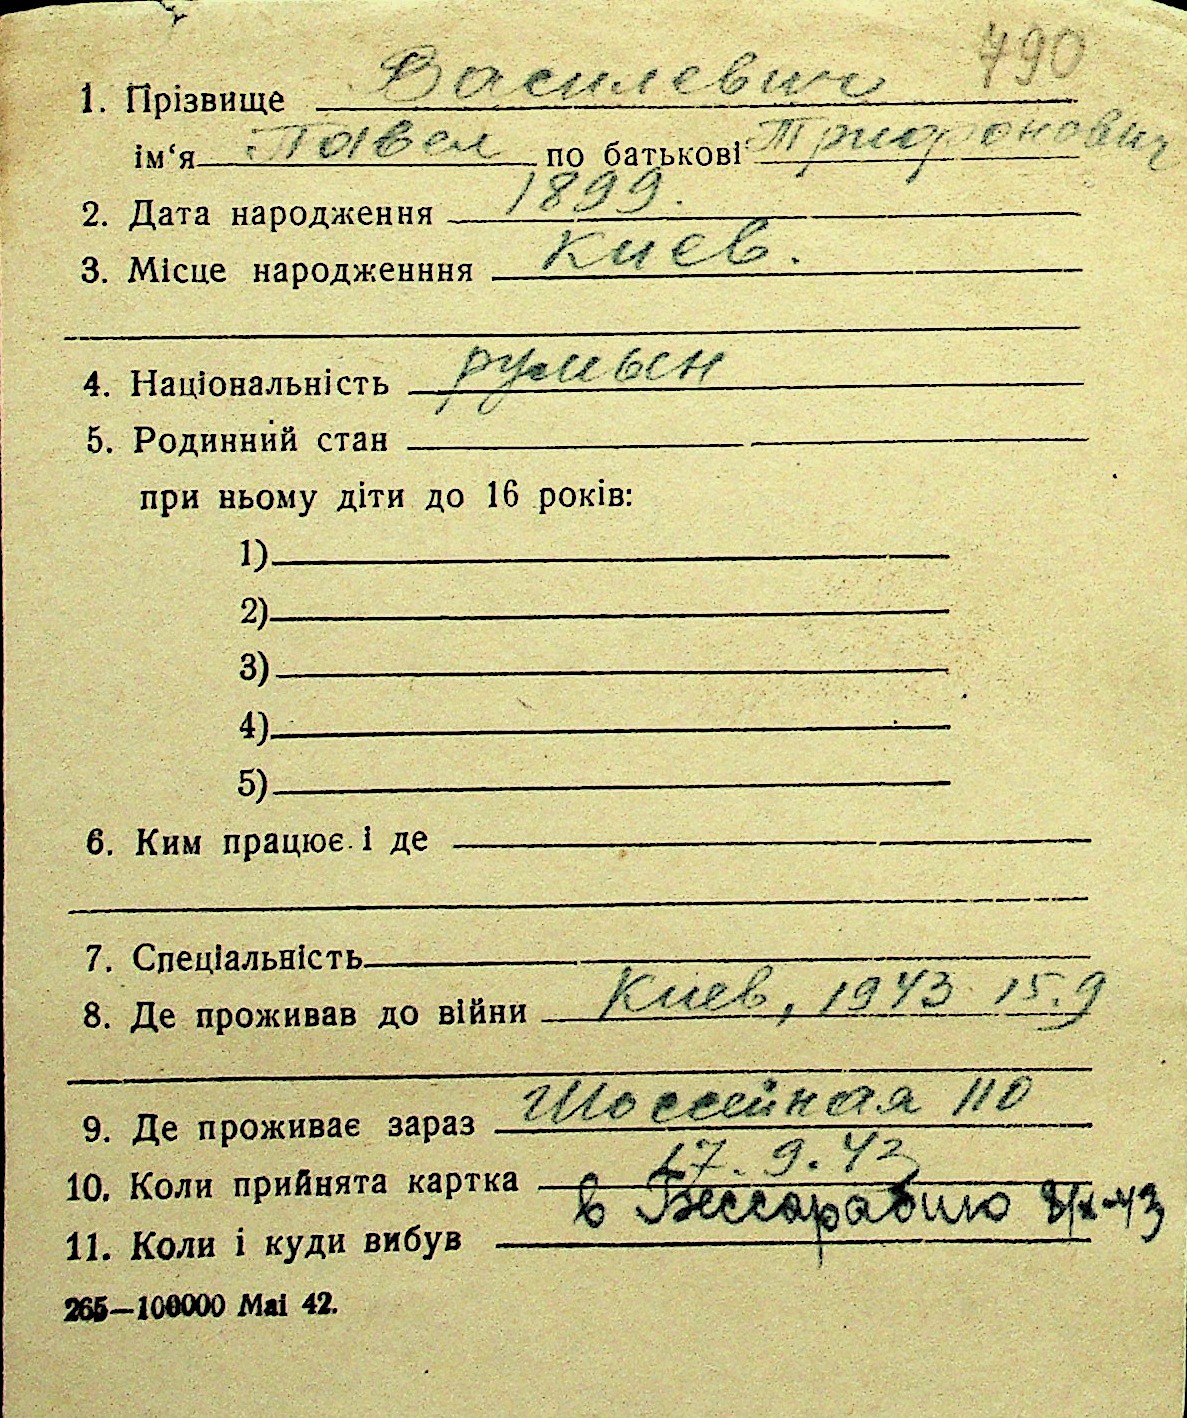 790
1. Прізвище Василевич
ім‘я Павел по батькові Трифонович
2. Дата народження 1899.
3. Місце народженння Киев.
4. Національність румын
5. Родинний стан
при ньому діти до 16 років:
1)
2)
3)
4)
5)
6. Ким працює і де
7. Спеціальність
8. Де проживав до війни Киев, 1943 15.9
9. Де проживає зараз Шоссейная 110
10. Коли прийнята картка 17.9.43
11. Коли і куди вибув в Бессарабию 8/X-43
265—100000 Маі 42.